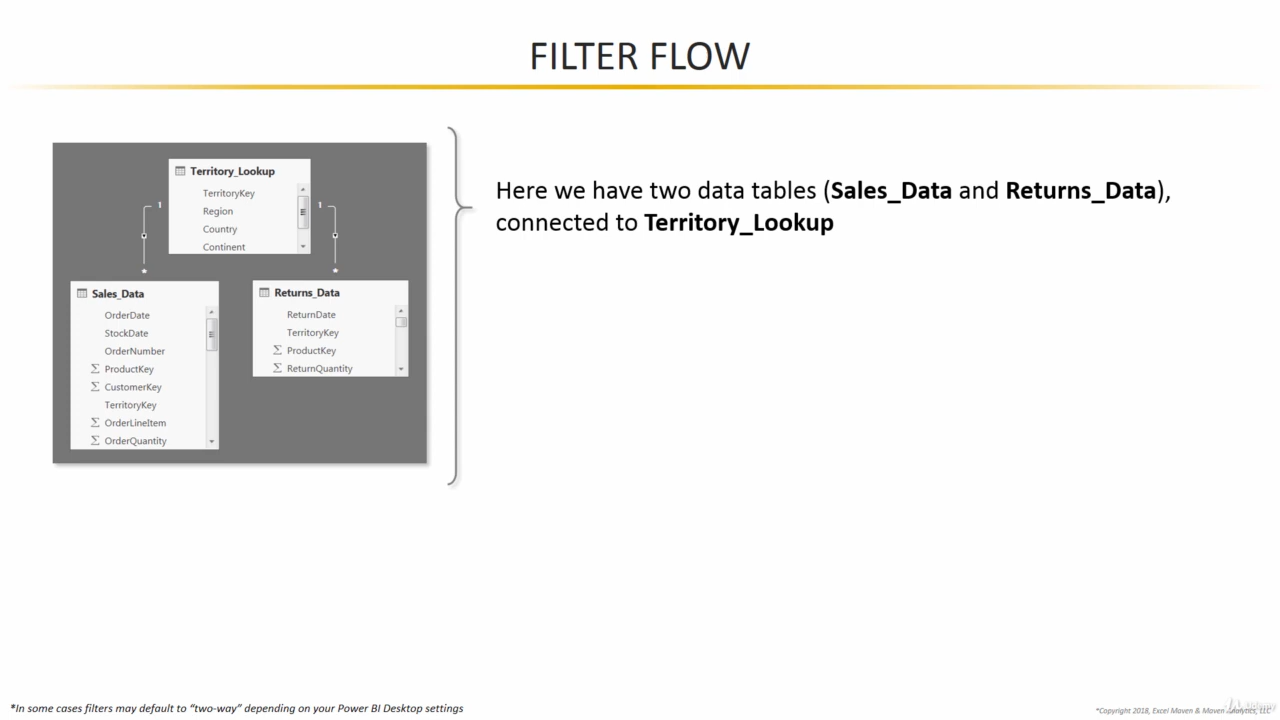 FILTER FLOW
Territory_Lookup
TerritoryKey
Region
Country
Continent
1
1
*
*
Sales_Data
OrderDate
StockDate
OrderNumber
Σ ProductKey
Σ CustomerKey
TerritoryKey
Σ OrderLineItem
Σ OrderQuantity
Returns_Data
ReturnDate
TerritoryKey
Σ ProductKey
Σ ReturnQuantity
Here we have two data tables (Sales_Data and Returns_Data),
connected to Territory_Lookup
*In some cases filters may default to “two-way” depending on your Power BI Desktop settings
*Copyright 2018, Excel Maven & Maven Analytics, LLC
Udemy